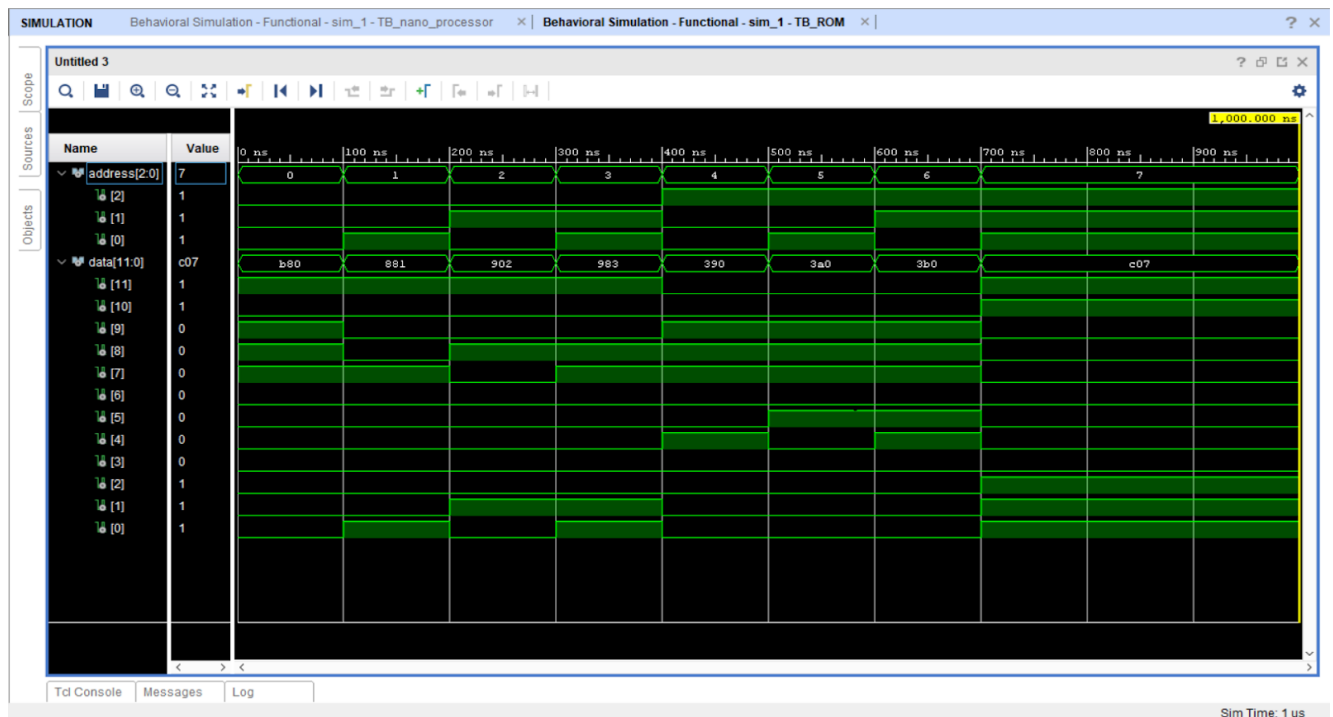 SIMULATION Behavioral Simulation - Functional - sim_1 - TB_nano_processor × Behavioral Simulation - Functional - sim_1 - TB_ROM × ? ×
Untitled 3 ?
Scope
Sources
Objects
1,000.000 ns
Name Value 0 ns 100 ns 200 ns 300 ns 400 ns 500 ns 600 ns 700 ns 800 ns 900 ns
address[2:0] 7 0 1 2 3 4 5 6 7
[2] 1
[1] 1
[0] 1
data[11:0] c07 b80 881 902 983 390 3a0 3b0 c07
[11] 1
[10] 1
[9] 0
[8] 0
[7] 0
[6] 0
[5] 0
[4] 0
[3] 0
[2] 1
[1] 1
[0] 1
Tcl Console Messages Log
Sim Time: 1 us